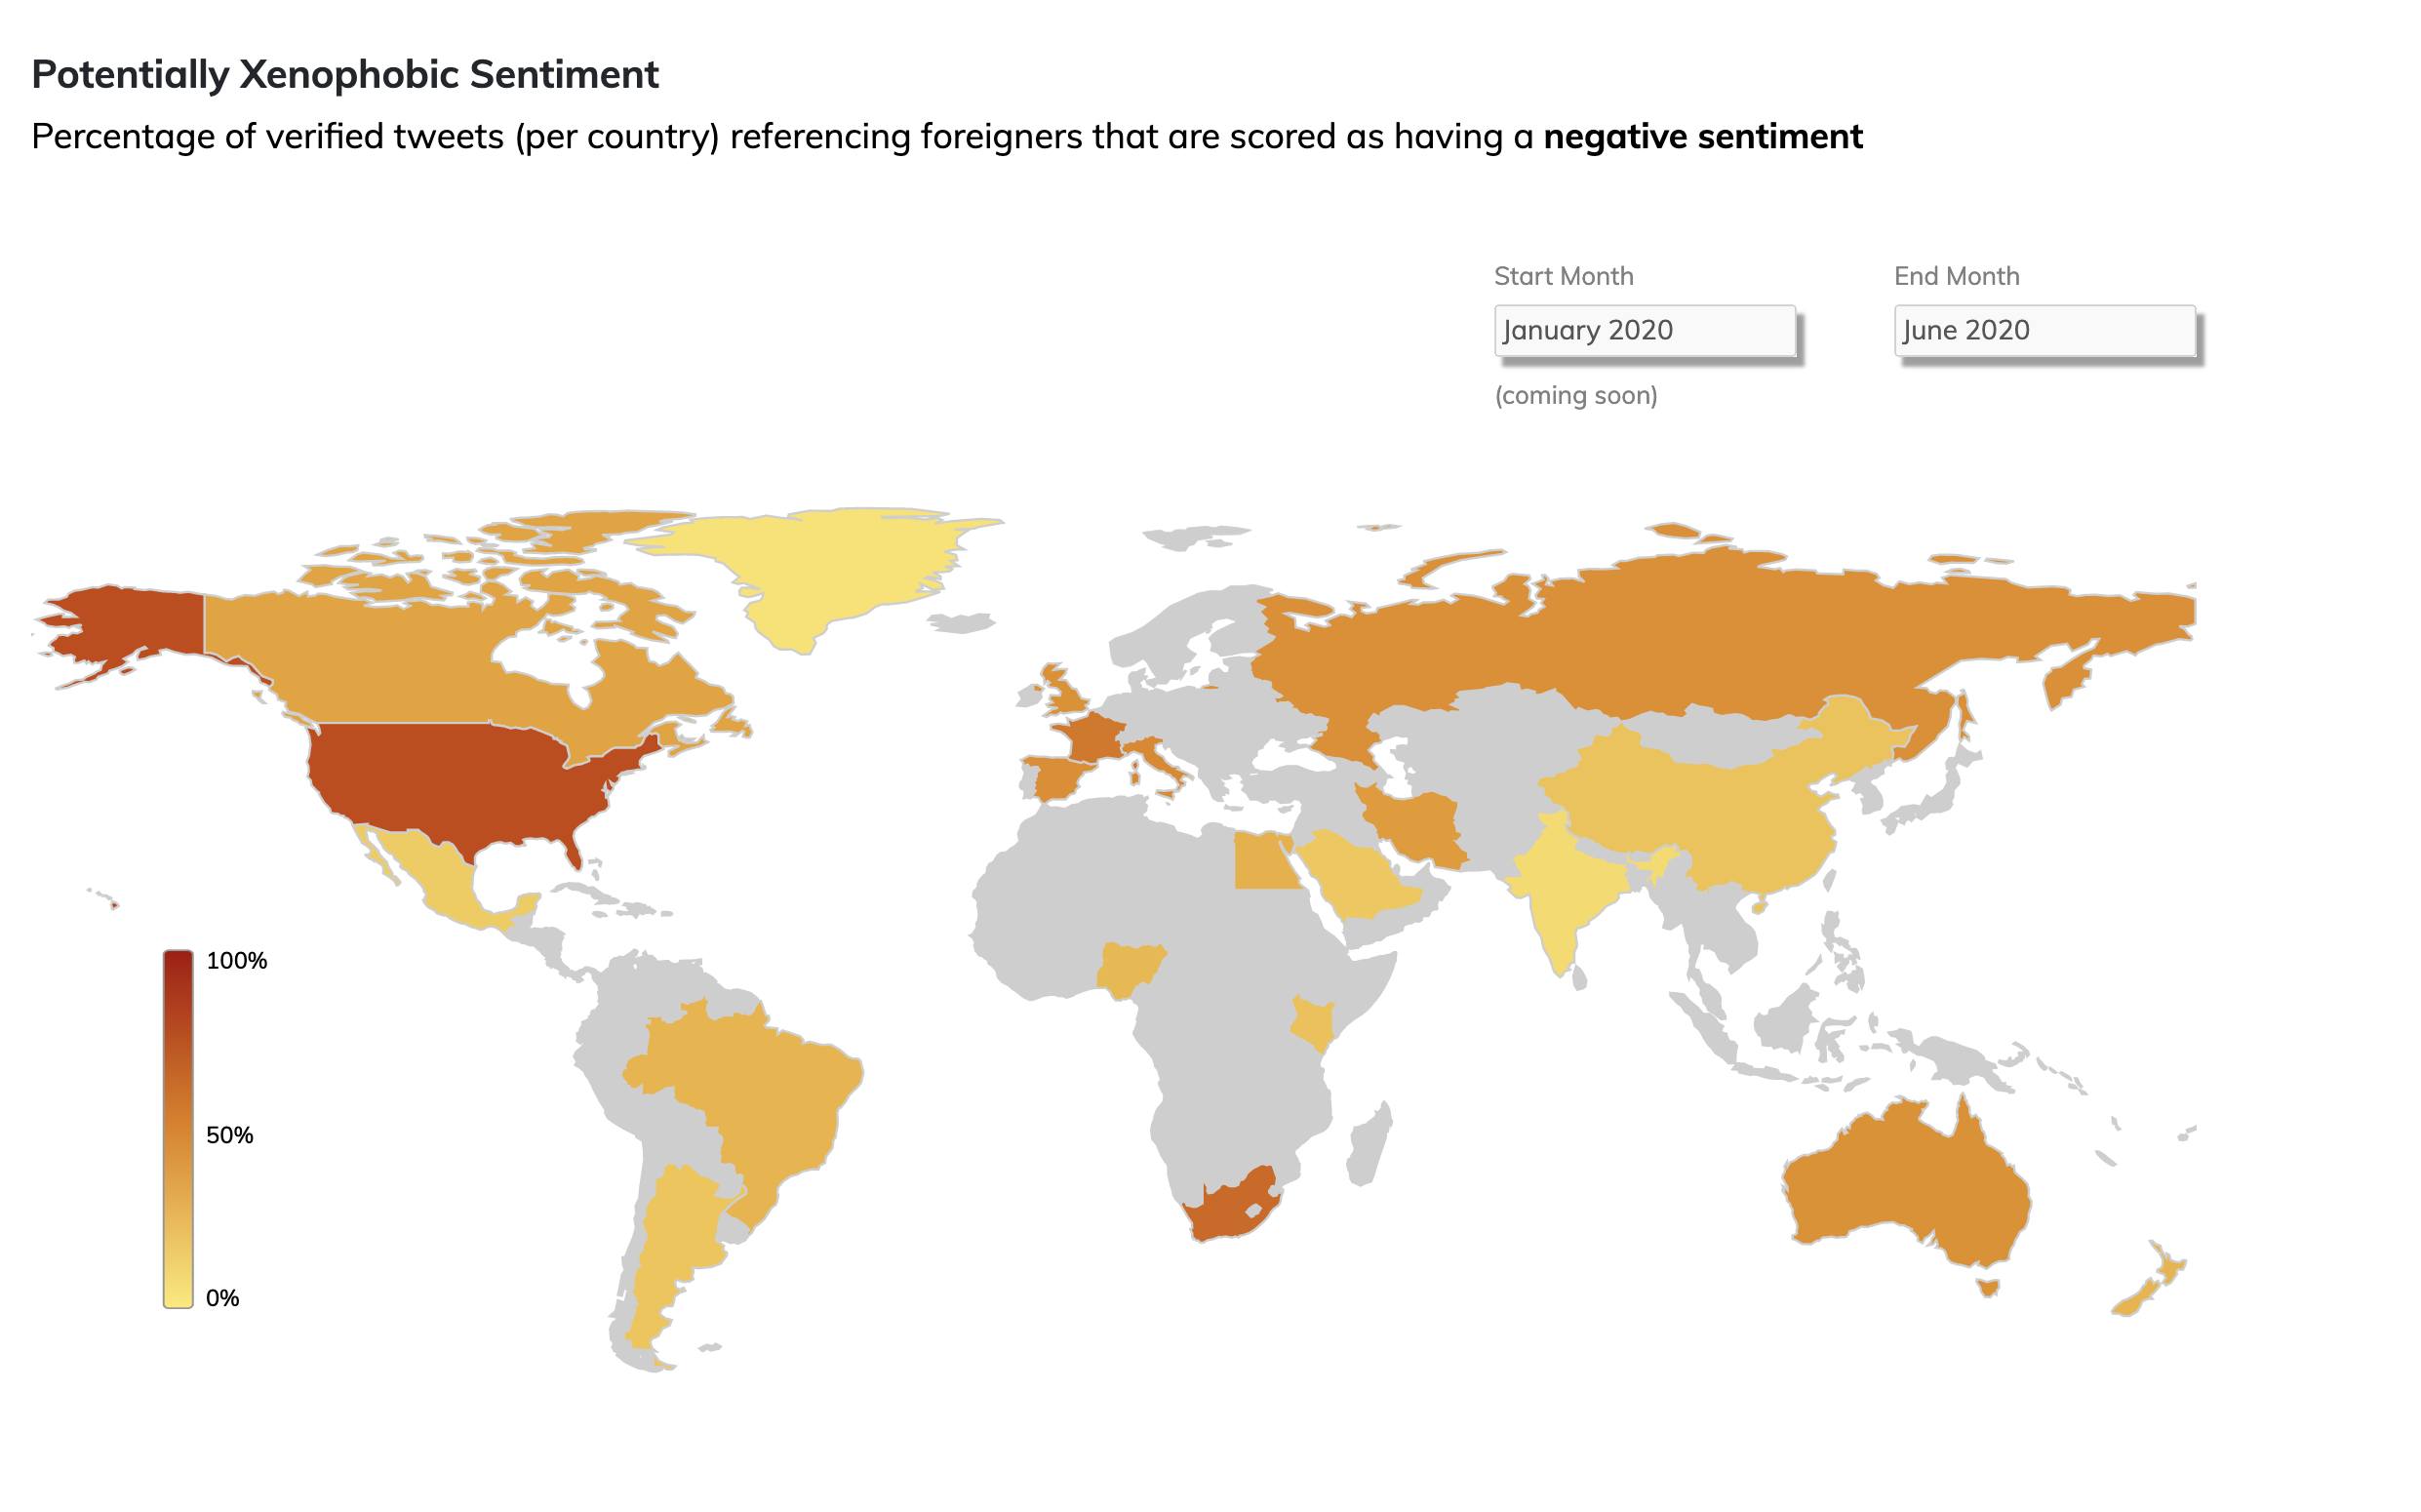 Potentially Xenophobic Sentiment
Percentage of verified tweets (per country) referencing foreigners that are scored as having a negative sentiment
Start Month
End Month
January 2020
June 2020
(coming soon)
100%
50%
0%